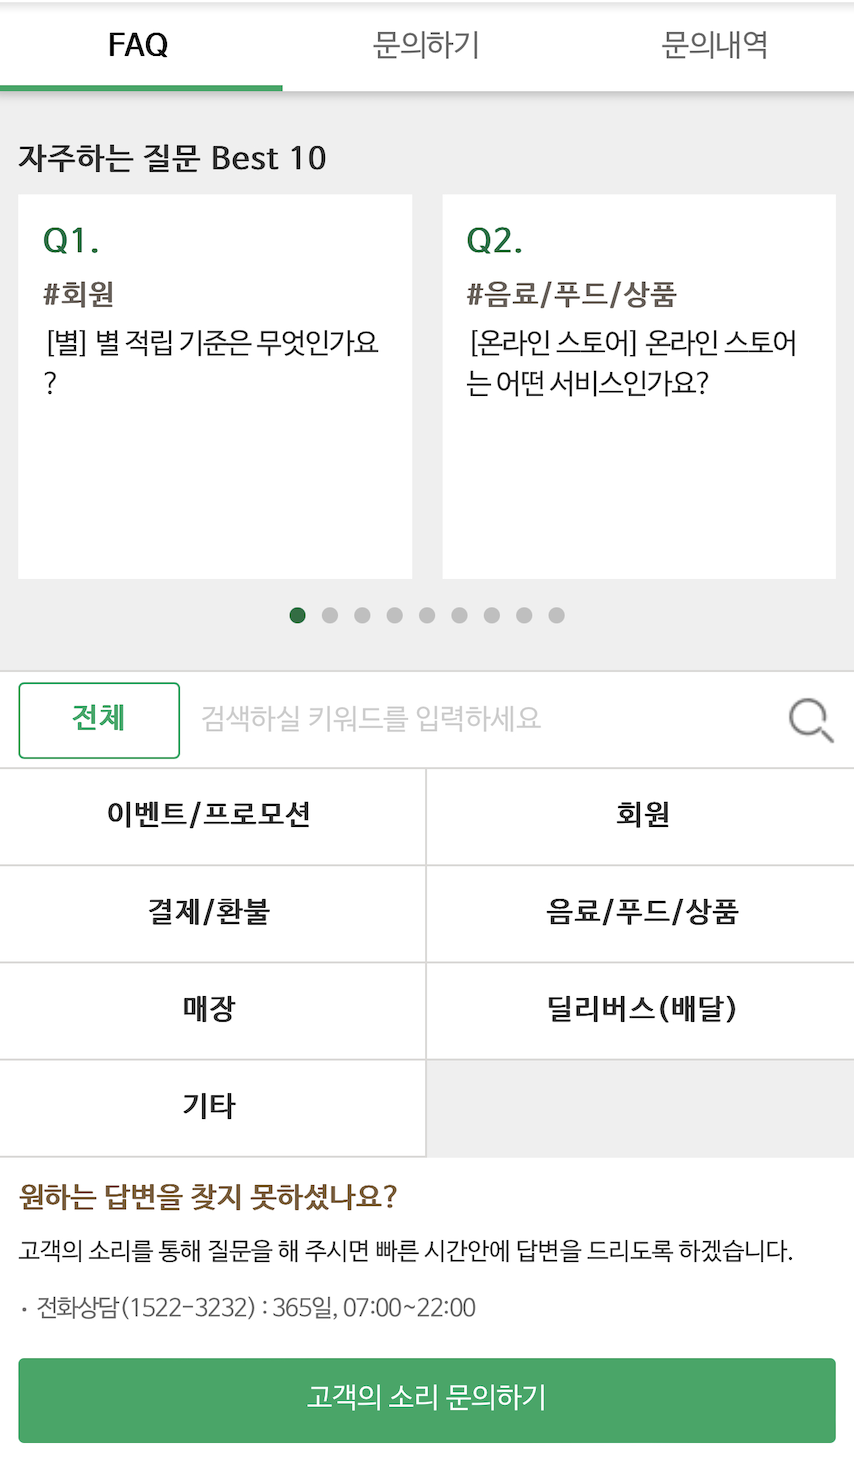 FAQ 문의하기 문의내역
자주하는 질문 Best 10
Q1.
#회원
[별] 별 적립 기준은 무엇인가요
?
Q2.
#음료/푸드/상품
[온라인 스토어] 온라인 스토어
는 어떤 서비스인가요?
전체 검색하실 키워드를 입력하세요
이벤트/프로모션 회원
결제/환불 음료/푸드/상품
매장 딜리버스(배달)
기타
원하는 답변을 찾지 못하셨나요?
고객의 소리를 통해 질문을 해 주시면 빠른 시간안에 답변을 드리도록 하겠습니다.
· 전화상담(1522-3232) : 365일, 07:00~22:00
고객의 소리 문의하기